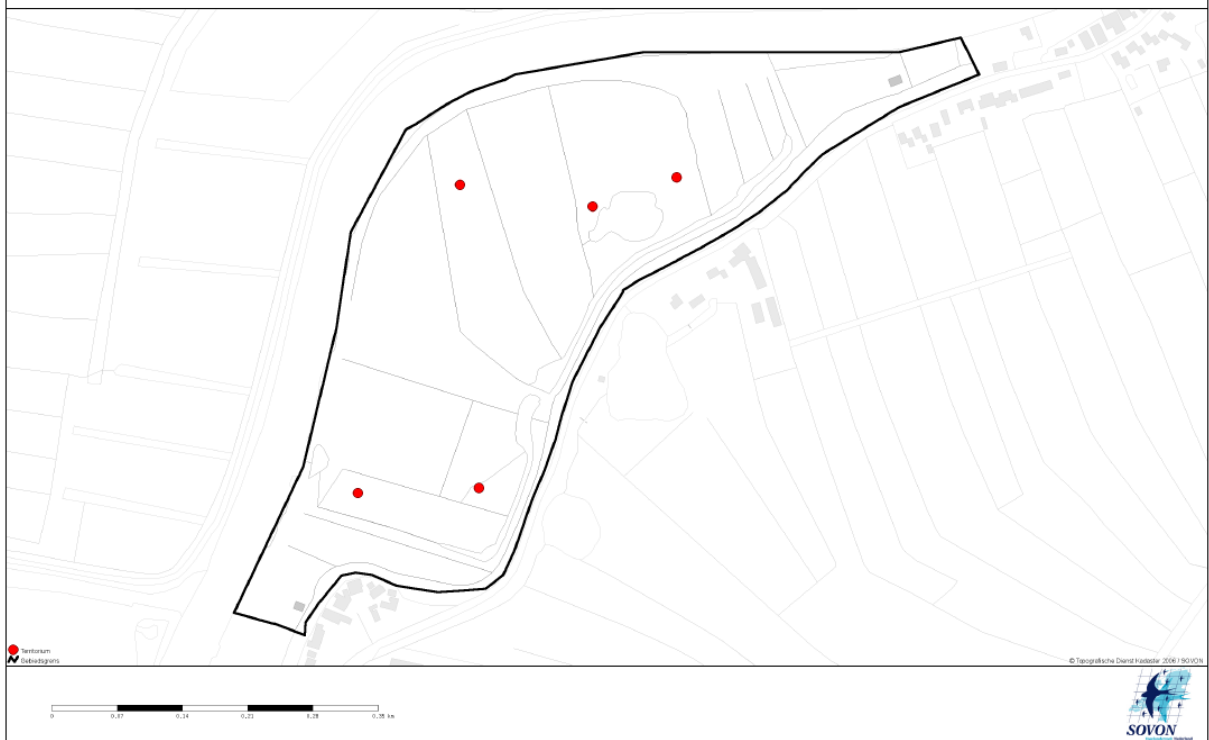 Territorium
Gebiedsgrens
© Topografische Dienst Kadaster 2006 / SOVON
0 0.07 0.14 0.21 0.28 0.35 km
SOVON